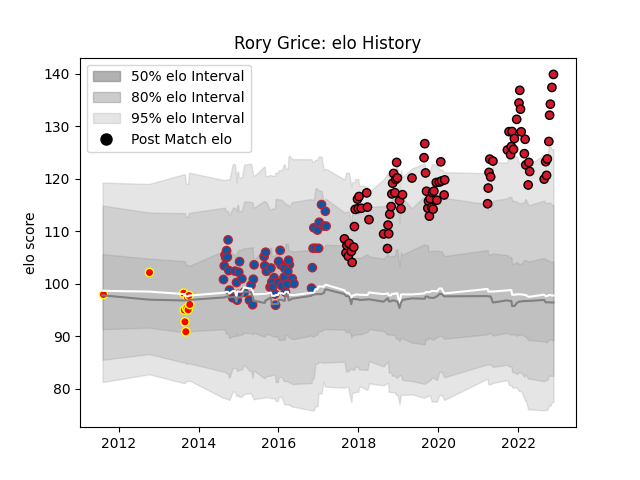 Rory Grice: elo History
50% elo Interval
80% elo Interval
95% elo Interval
Post Match elo
elo score
140
130
120
110
100
90
80
2012
2014
2016
2018
2020
2022